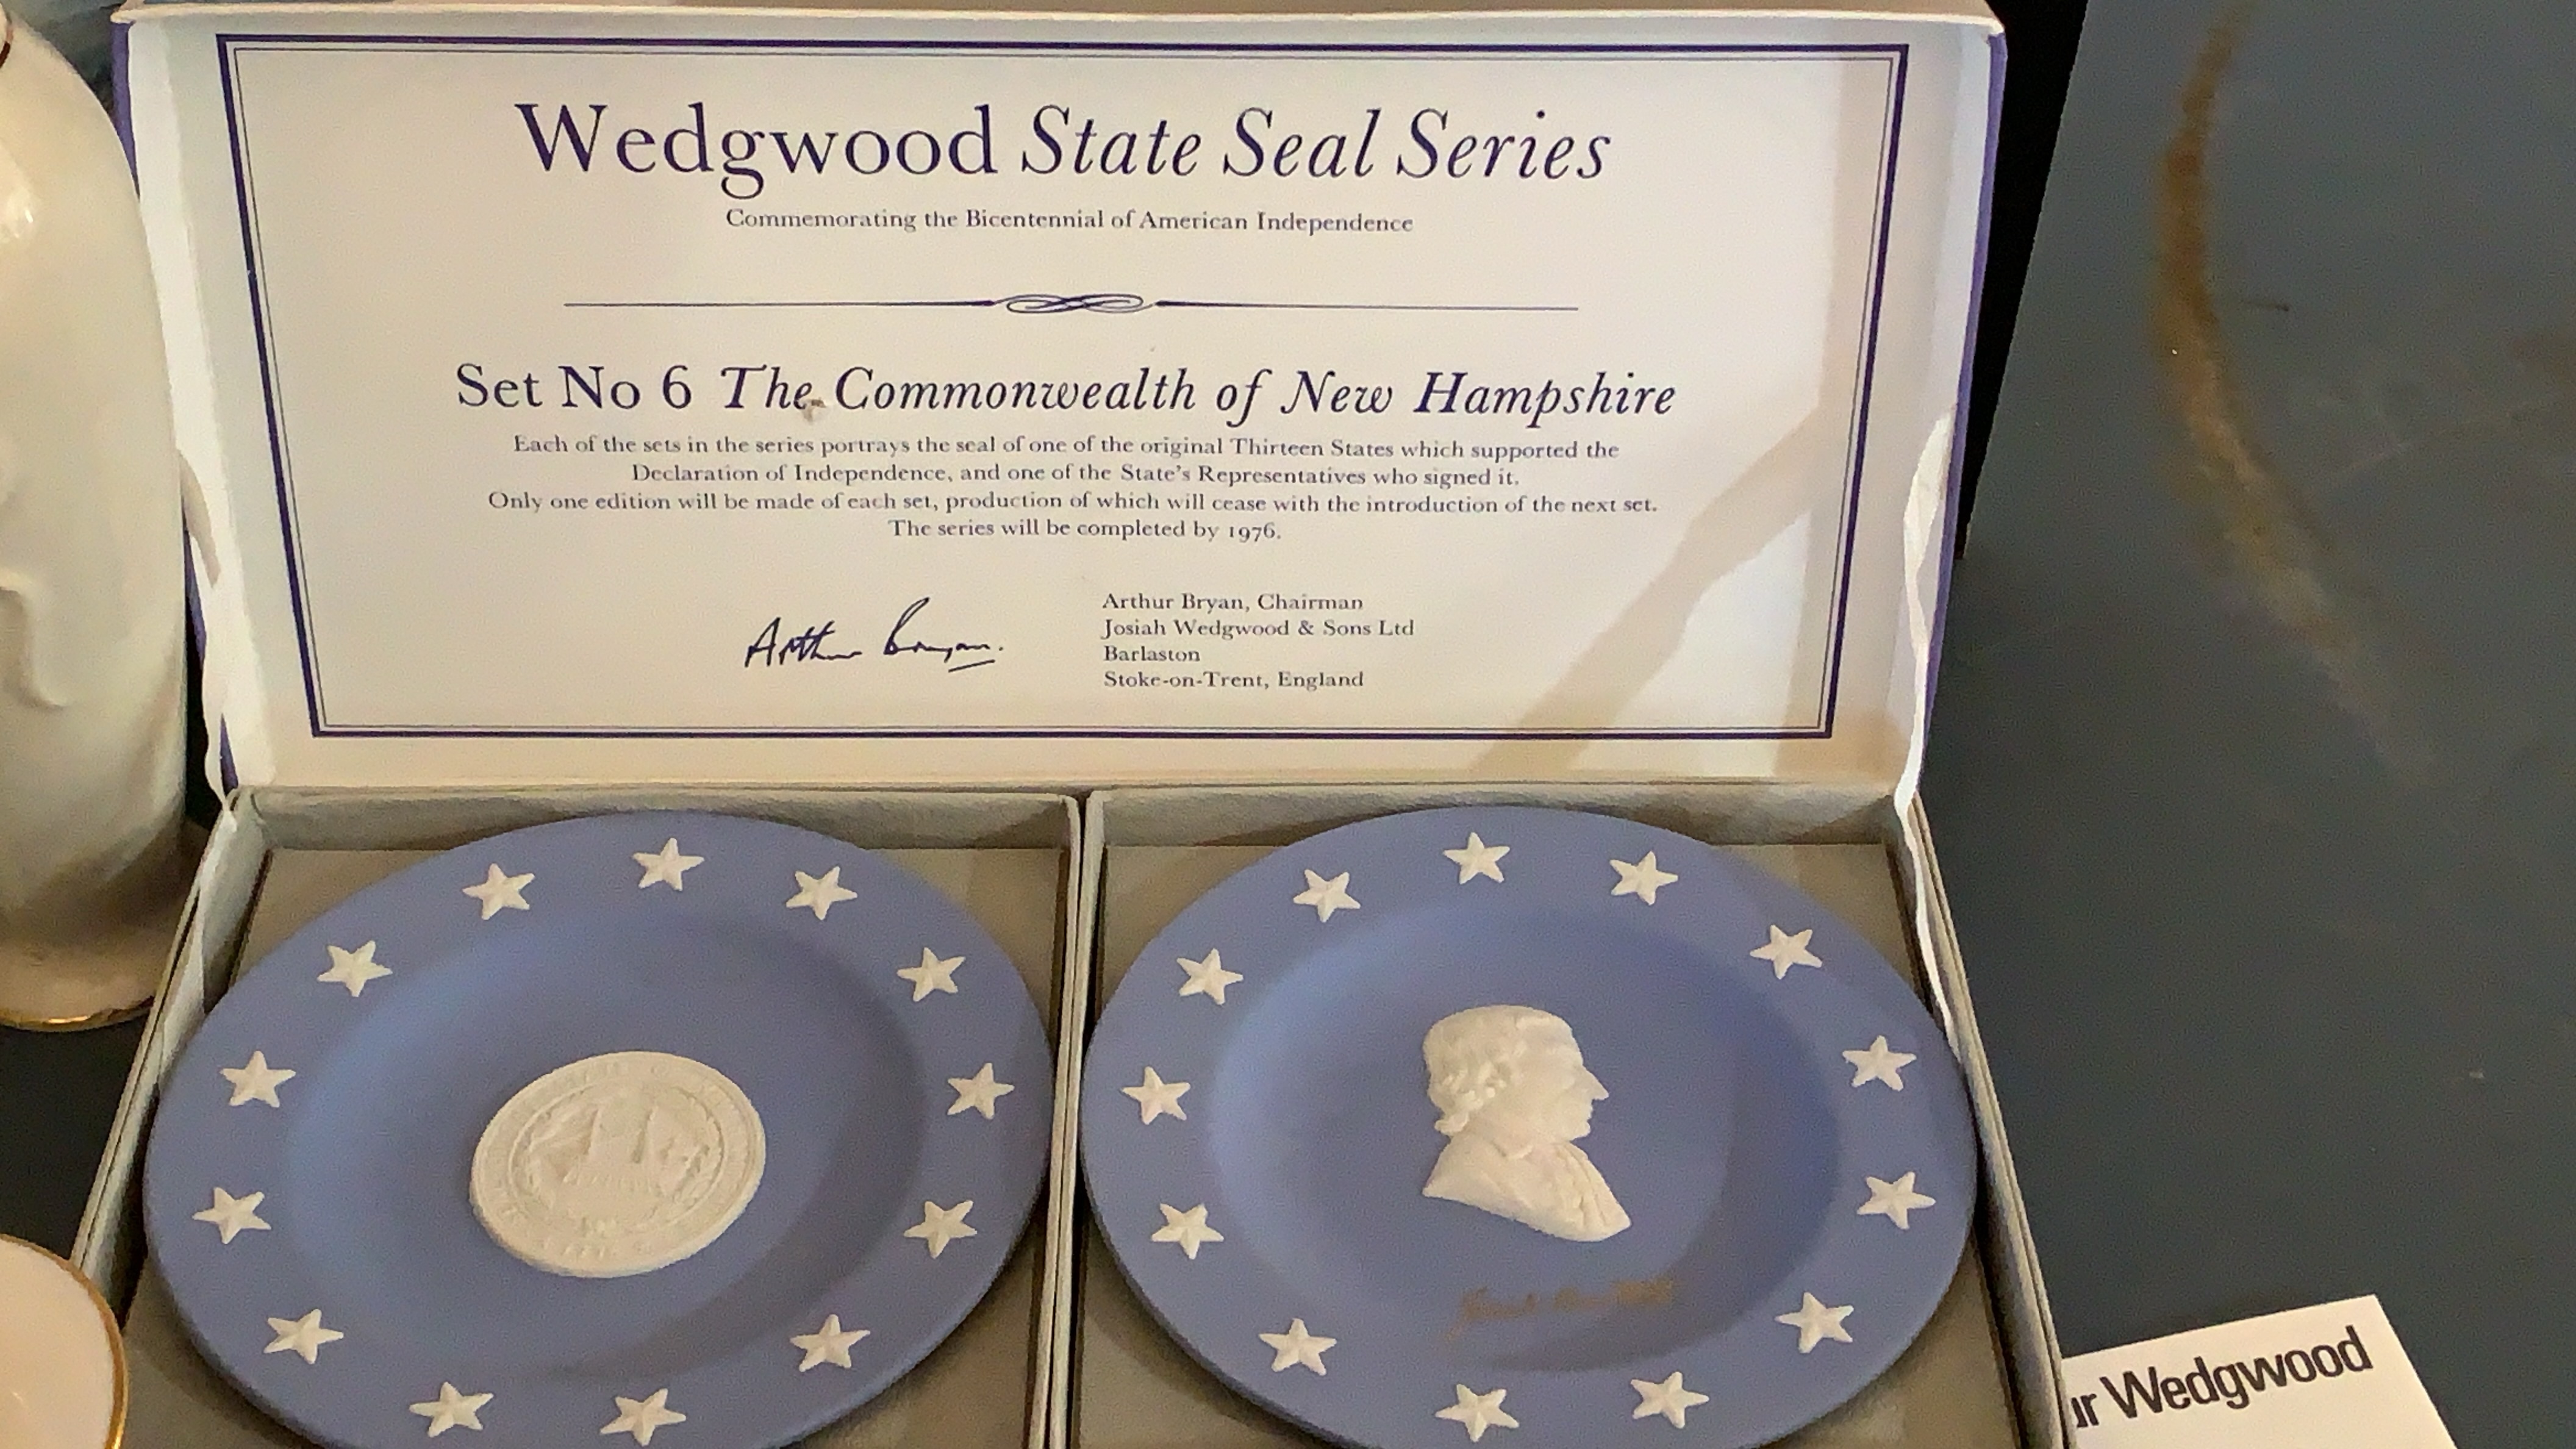 Wedgwood State Seal Series
Commemorating the Bicentennial of American Independence
Set No 6 The Commonwealth of New Hampshire
Each of the sets in the series portrays the seal of one of the original Thirteen States which supported the
Declaration of Independence, and one of the State's Representatives who signed it.
Only one edition will be made of each set, production of which will cease with the introduction of the next set.
The series will be completed by 1976.
Arthur Bryan.
Arthur Bryan, Chairman
Josiah Wedgwood & Sons Ltd
Barlaston
Stoke-on-Trent, England
Wedgwood